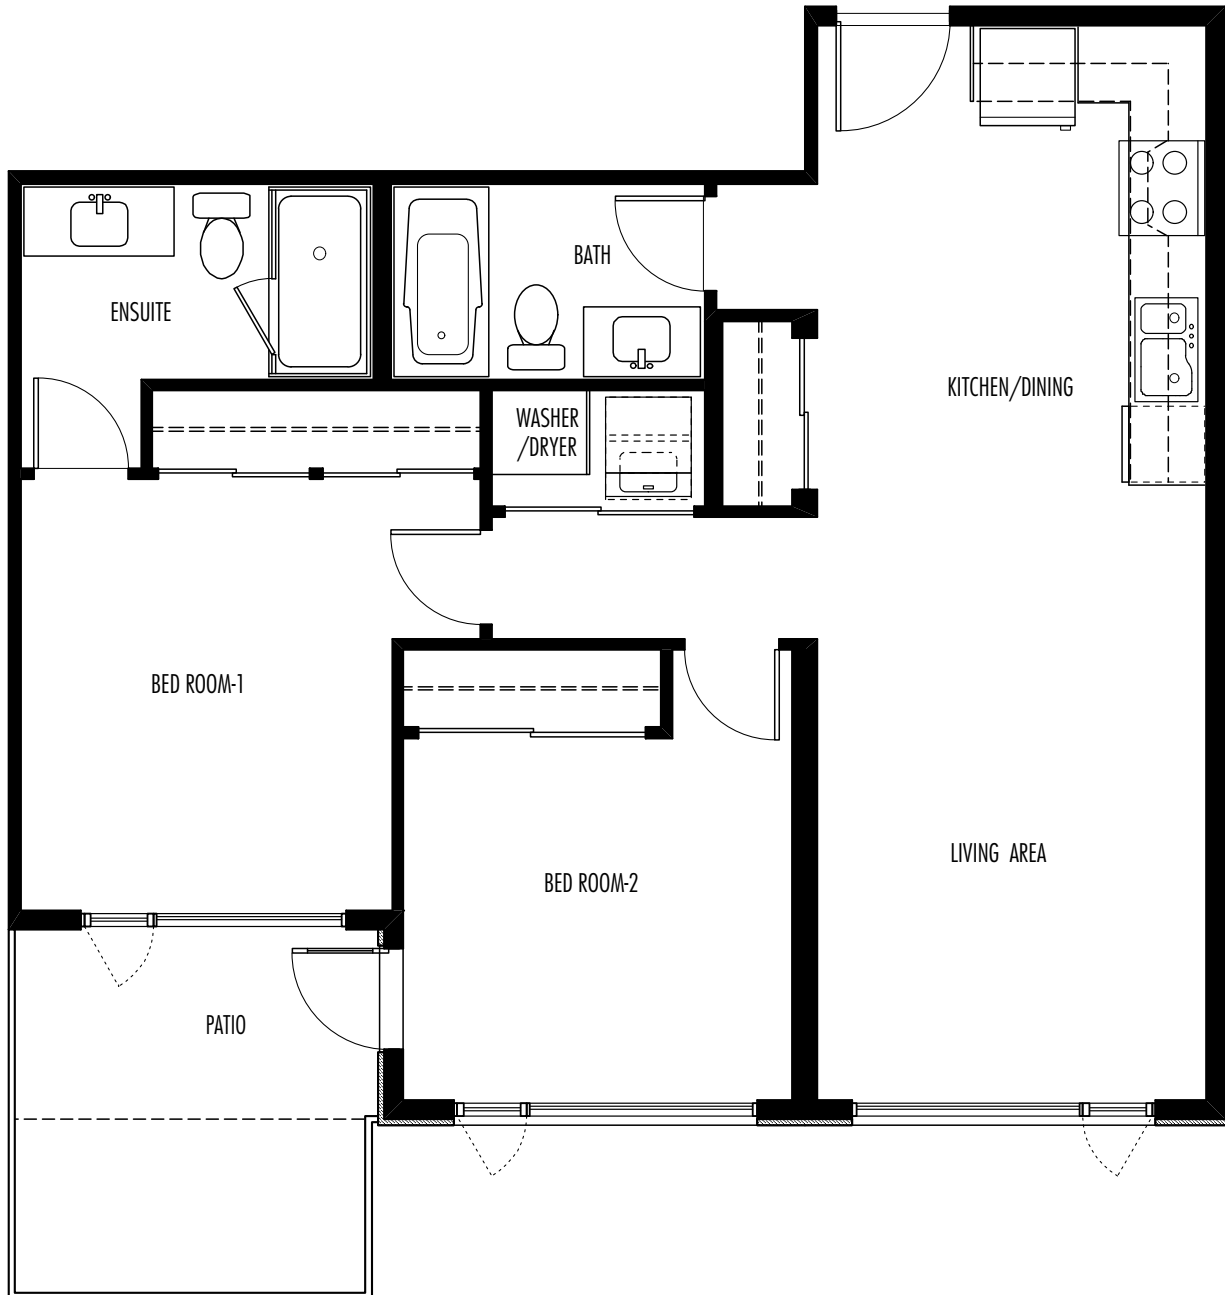 BATH
ENSUITE
KITCHEN/DINING
WASHER
/DRYER
BED ROOM-1
LIVING AREA
BED ROOM-2
PATIO